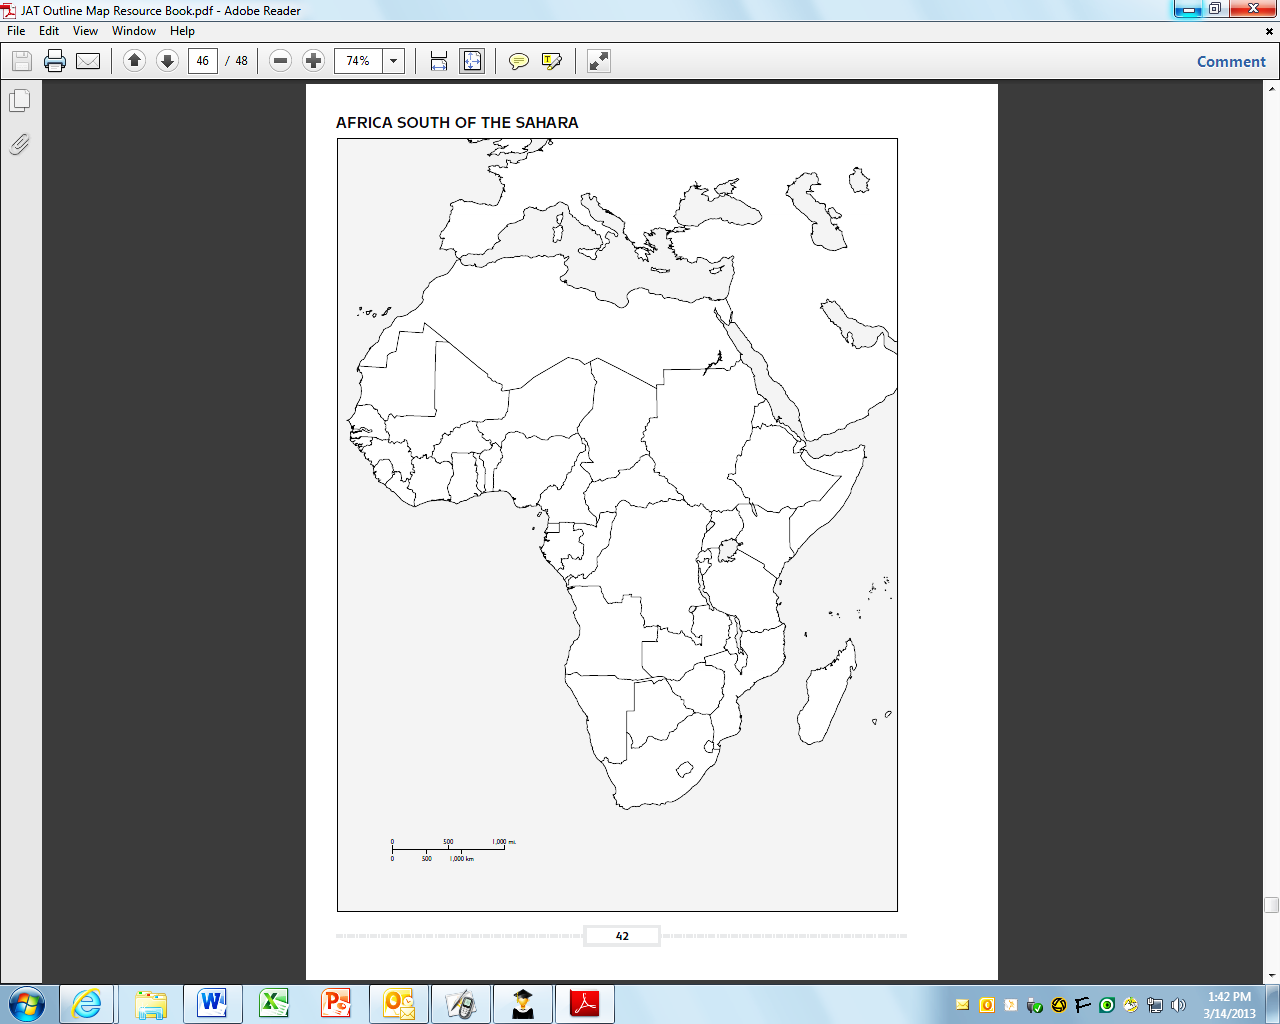 JAT Outline Map Resource Book.pdf - Adobe Reader
File Edit View Window Help
46 / 48 74% Comment
AFRICA SOUTH OF THE SAHARA
0 500 1,000 mi.
0 500 1,000 km
42
1:42 PM
3/14/2013